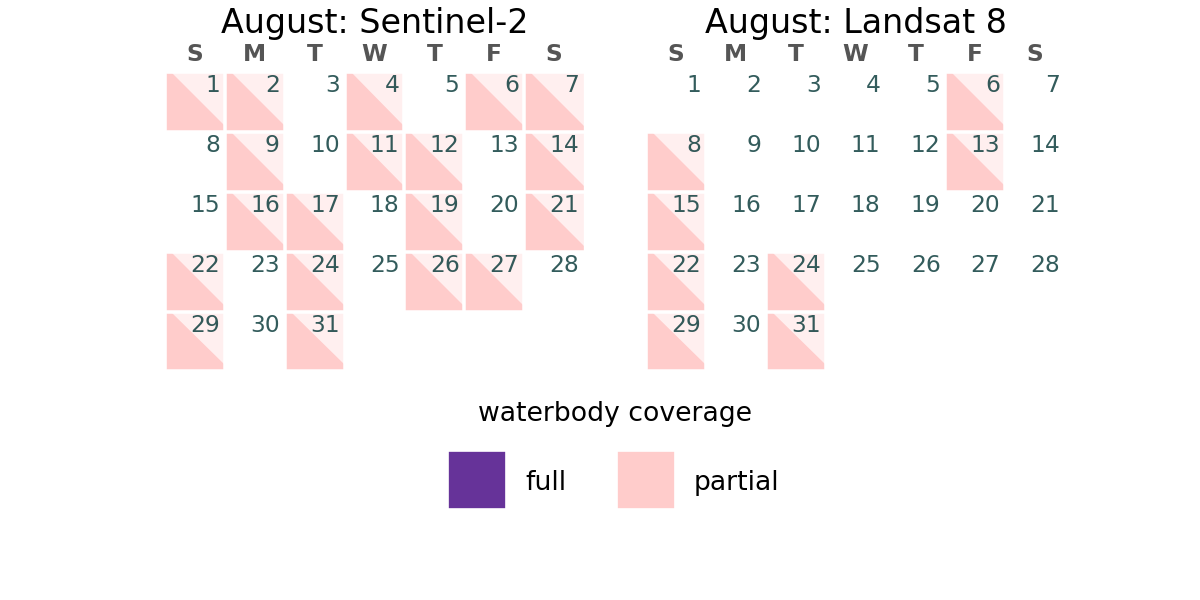 August: Sentinel-2
S M T W T F S
1 2 3 4 5 6 7
8 9 10 11 12 13 14
15 16 17 18 19 20 21
22 23 24 25 26 27 28
29 30 31
August: Landsat 8
S M T W T F S
1 2 3 4 5 6 7
8 9 10 11 12 13 14
15 16 17 18 19 20 21
22 23 24 25 26 27 28
29 30 31
waterbody coverage
full partial